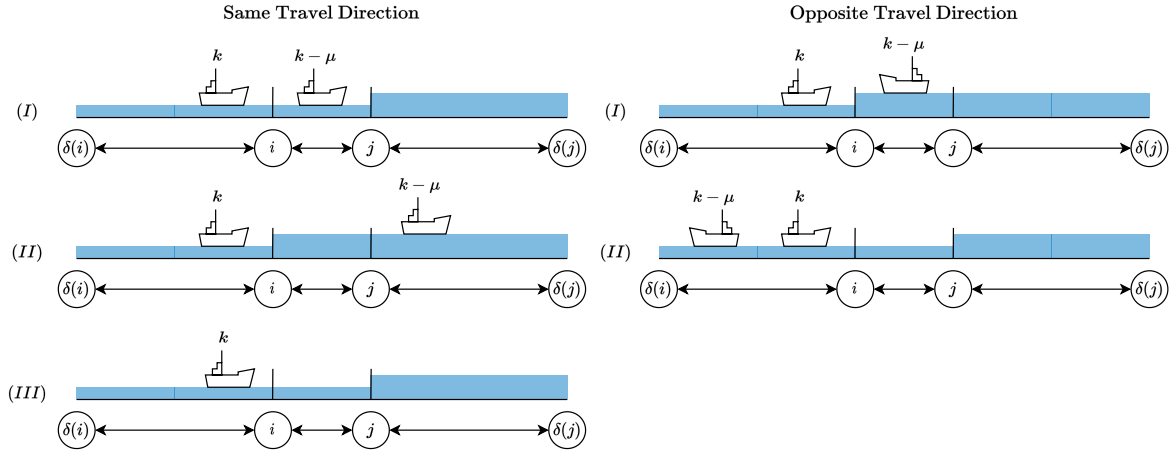 Same Travel Direction
k
k − μ
(I)
δ(i)
i
j
δ(j)
k
k − μ
(II)
δ(i)
i
j
δ(j)
k
(III)
δ(i)
i
j
δ(j)
Opposite Travel Direction
k
k − μ
(I)
δ(i)
i
j
δ(j)
k − μ
k
(II)
δ(i)
i
j
δ(j)